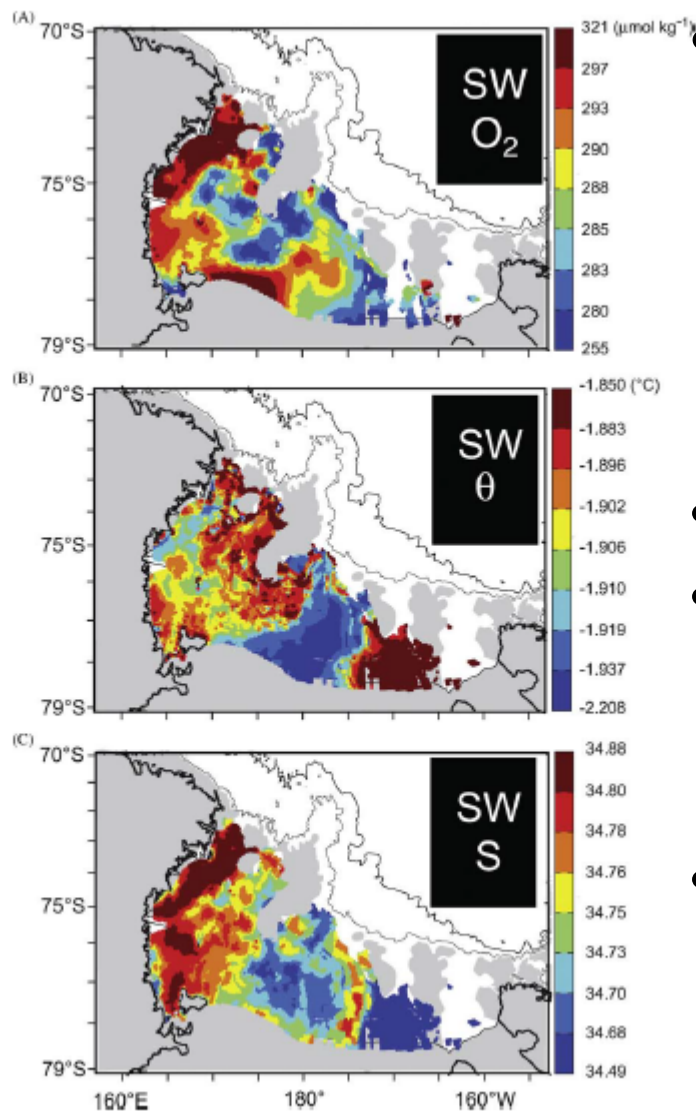 (A)
70°S
75°S
79°S
SW
O₂
321 (μmol kg⁻¹)
297
293
290
288
285
283
280
255
(B)
70°S
75°S
79°S
SW
θ
-1.850 (°C)
-1.883
-1.896
-1.902
-1.906
-1.910
-1.919
-1.937
-2.208
(C)
70°S
75°S
79°S
SW
S
34.88
34.80
34.78
34.76
34.75
34.73
34.70
34.68
34.49
160°E
180°
160°W